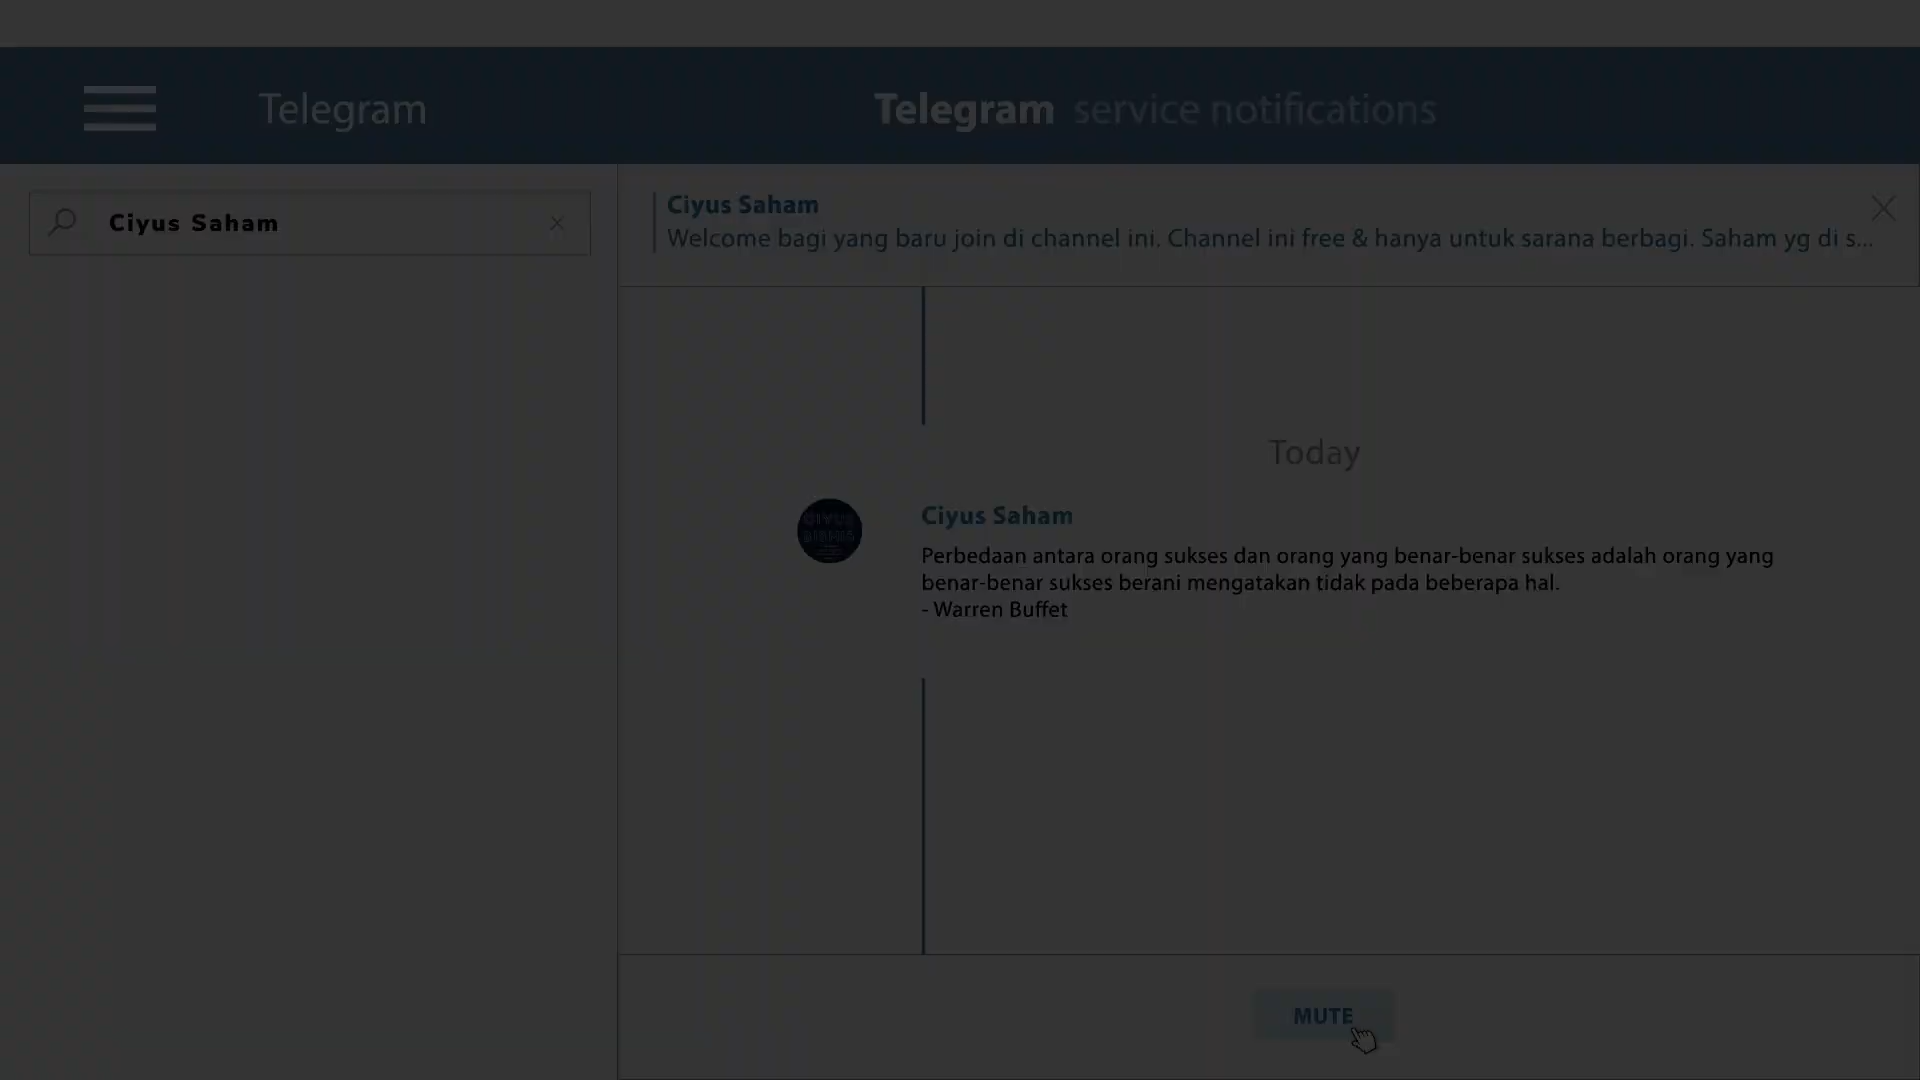 Telegram
Telegram service notifications
Ciyus Saham
Ciyus Saham
Welcome bagi yang baru join di channel ini. Channel ini free & hanya untuk sarana berbagi. Saham yg di s...
Today
Ciyus Saham
Perbedaan antara orang sukses dan orang yang benar-benar sukses adalah orang yang
benar-benar sukses berani mengatakan tidak pada beberapa hal.
- Warren Buffet
MUTE